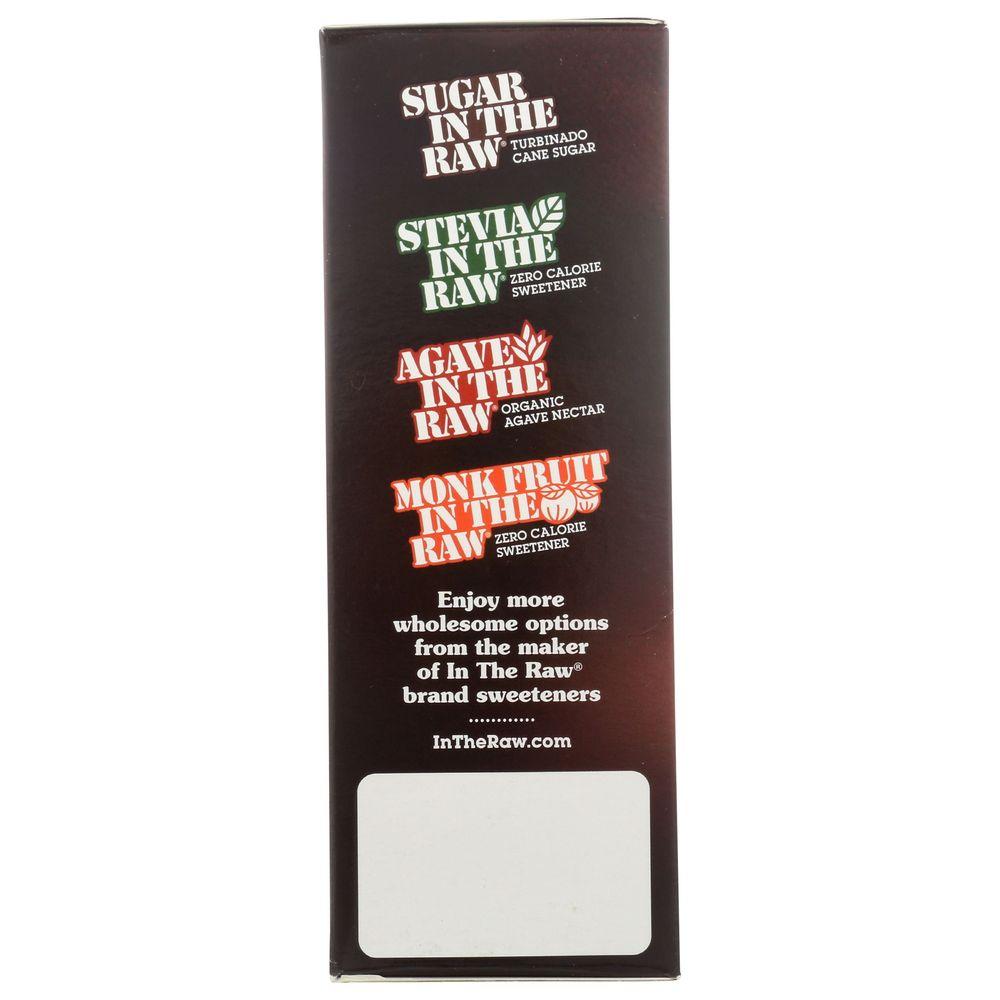 SUGAR
IN THE
RAW®
TURBINADO
CANE SUGAR
STEVIA
IN THE
RAW®
ZERO CALORIE
SWEETENER
AGAVE
IN THE
RAW®
ORGANIC
AGAVE NECTAR
MONK FRUIT
IN THE
RAW®
ZERO CALORIE
SWEETENER
Enjoy more
wholesome options
from the maker
of In The Raw®
brand sweeteners
InTheRaw.com